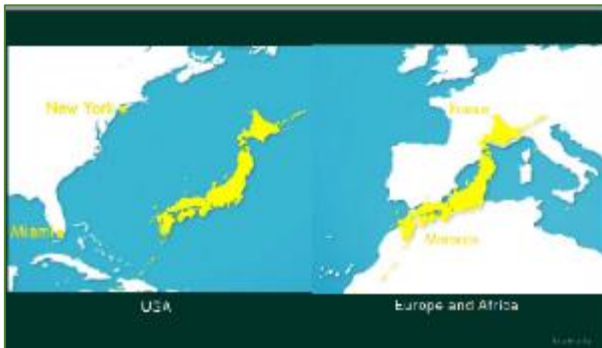 New York
Miami
France
Morocco
USA
Europe and Africa